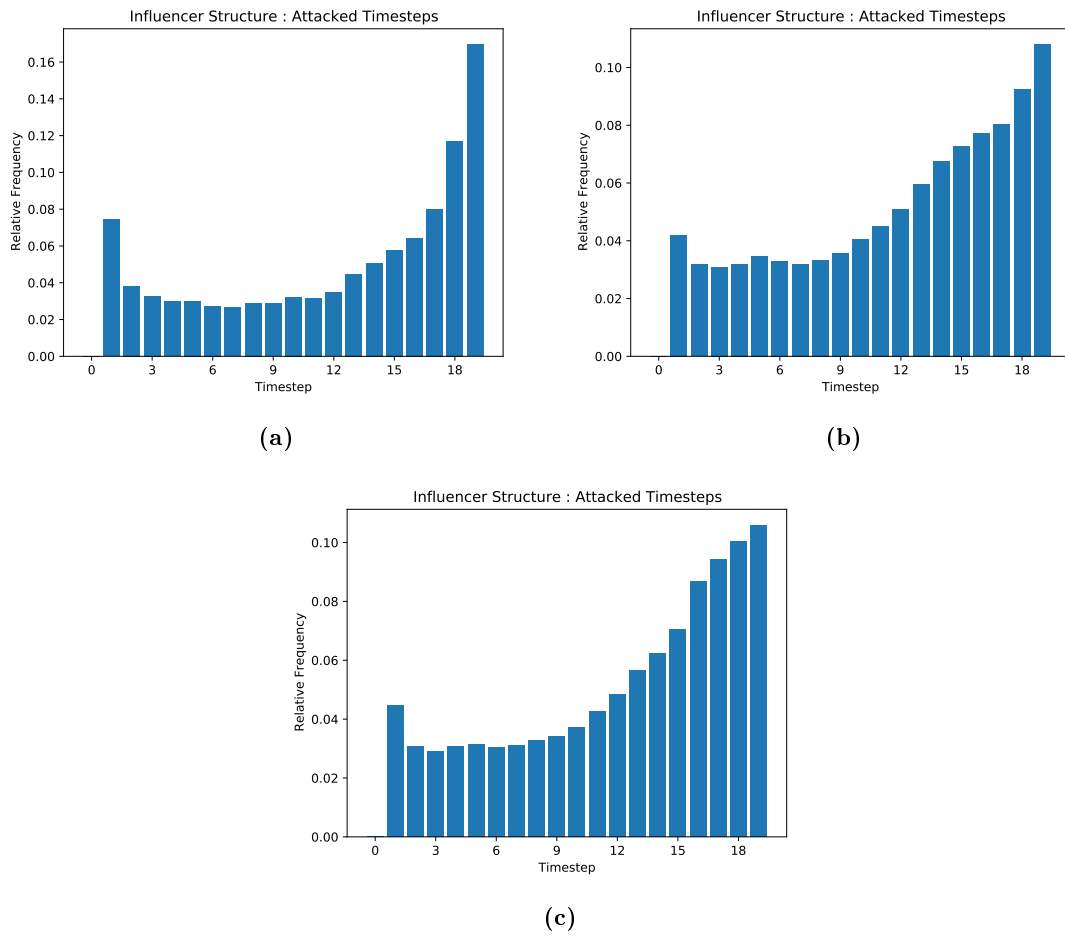 Influencer Structure : Attacked Timesteps
Relative Frequency
0.16
0.14
0.12
0.10
0.08
0.06
0.04
0.02
0.00
0 3 6 9 12 15 18
Timestep
(a)
Influencer Structure : Attacked Timesteps
Relative Frequency
0.10
0.08
0.06
0.04
0.02
0.00
0 3 6 9 12 15 18
Timestep
(b)
Influencer Structure : Attacked Timesteps
Relative Frequency
0.10
0.08
0.06
0.04
0.02
0.00
0 3 6 9 12 15 18
Timestep
(c)